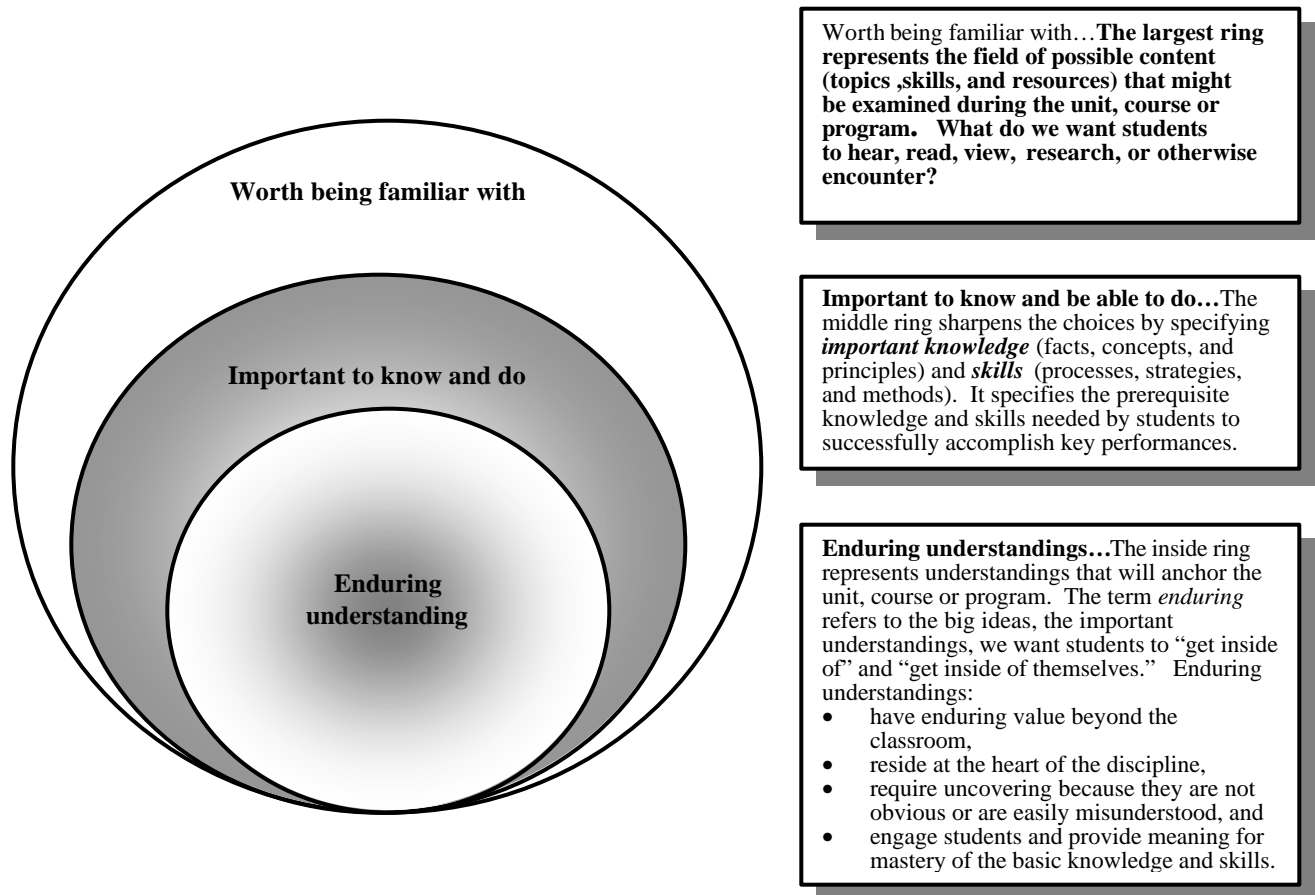 Worth being familiar with
Important to know and do
Enduring
understanding
Worth being familiar with…The largest ring
represents the field of possible content
(topics ,skills, and resources) that might
be examined during the unit, course or
program. What do we want students
to hear, read, view, research, or otherwise
encounter?
Important to know and be able to do…The
middle ring sharpens the choices by specifying
important knowledge (facts, concepts, and
principles) and skills (processes, strategies,
and methods). It specifies the prerequisite
knowledge and skills needed by students to
successfully accomplish key performances.
Enduring understandings…The inside ring
represents understandings that will anchor the
unit, course or program. The term enduring
refers to the big ideas, the important
understandings, we want students to “get inside
of” and “get inside of themselves.” Enduring
understandings:
• have enduring value beyond the
classroom,
• reside at the heart of the discipline,
• require uncovering because they are not
obvious or are easily misunderstood, and
• engage students and provide meaning for
mastery of the basic knowledge and skills.